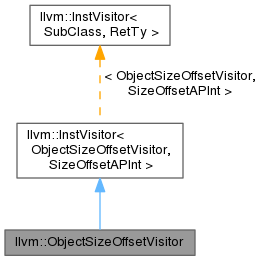 llvm::InstVisitor<
SubClass, RetTy >
< ObjectSizeOffsetVisitor,
SizeOffsetAPInt >
llvm::InstVisitor<
ObjectSizeOffsetVisitor,
SizeOffsetAPInt >
llvm::ObjectSizeOffsetVisitor